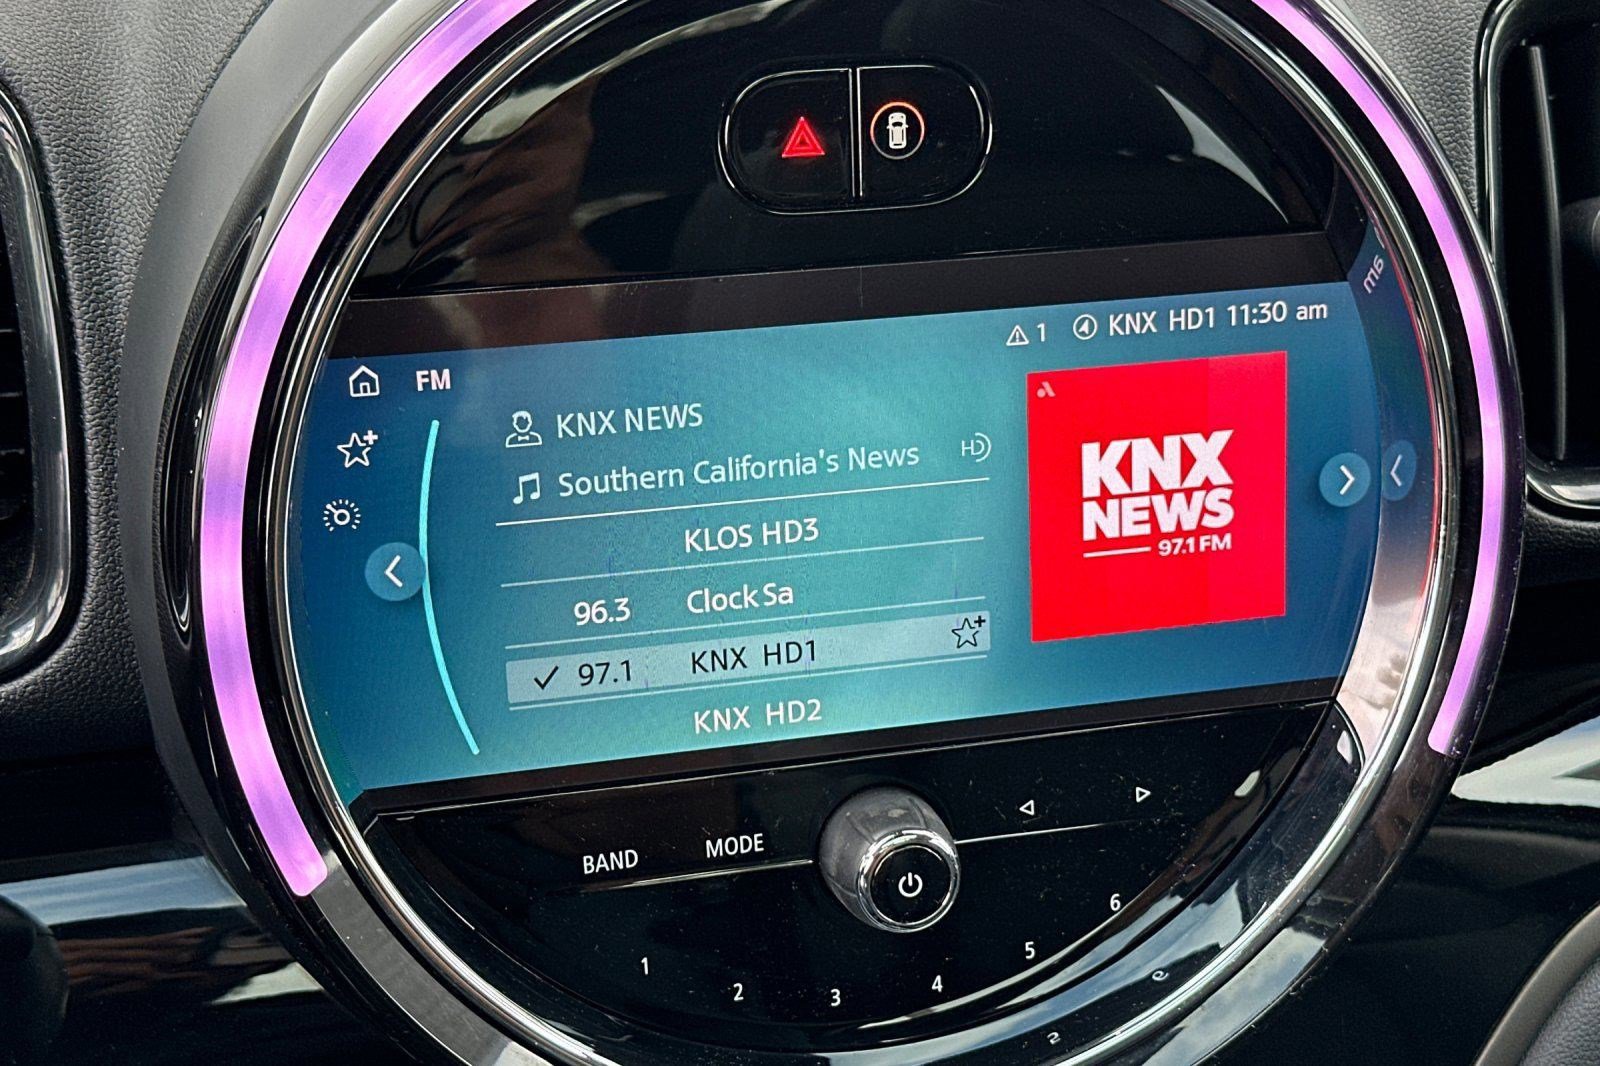 1 KNX HD1 11:30 am
FM
KNX NEWS
Southern California's News HD
KLOS HD3
96.3 Clock Sa
97.1 KNX HD1
KNX HD2
KNX
NEWS
97.1 FM
BAND MODE
1 2 3 4 5 6
am